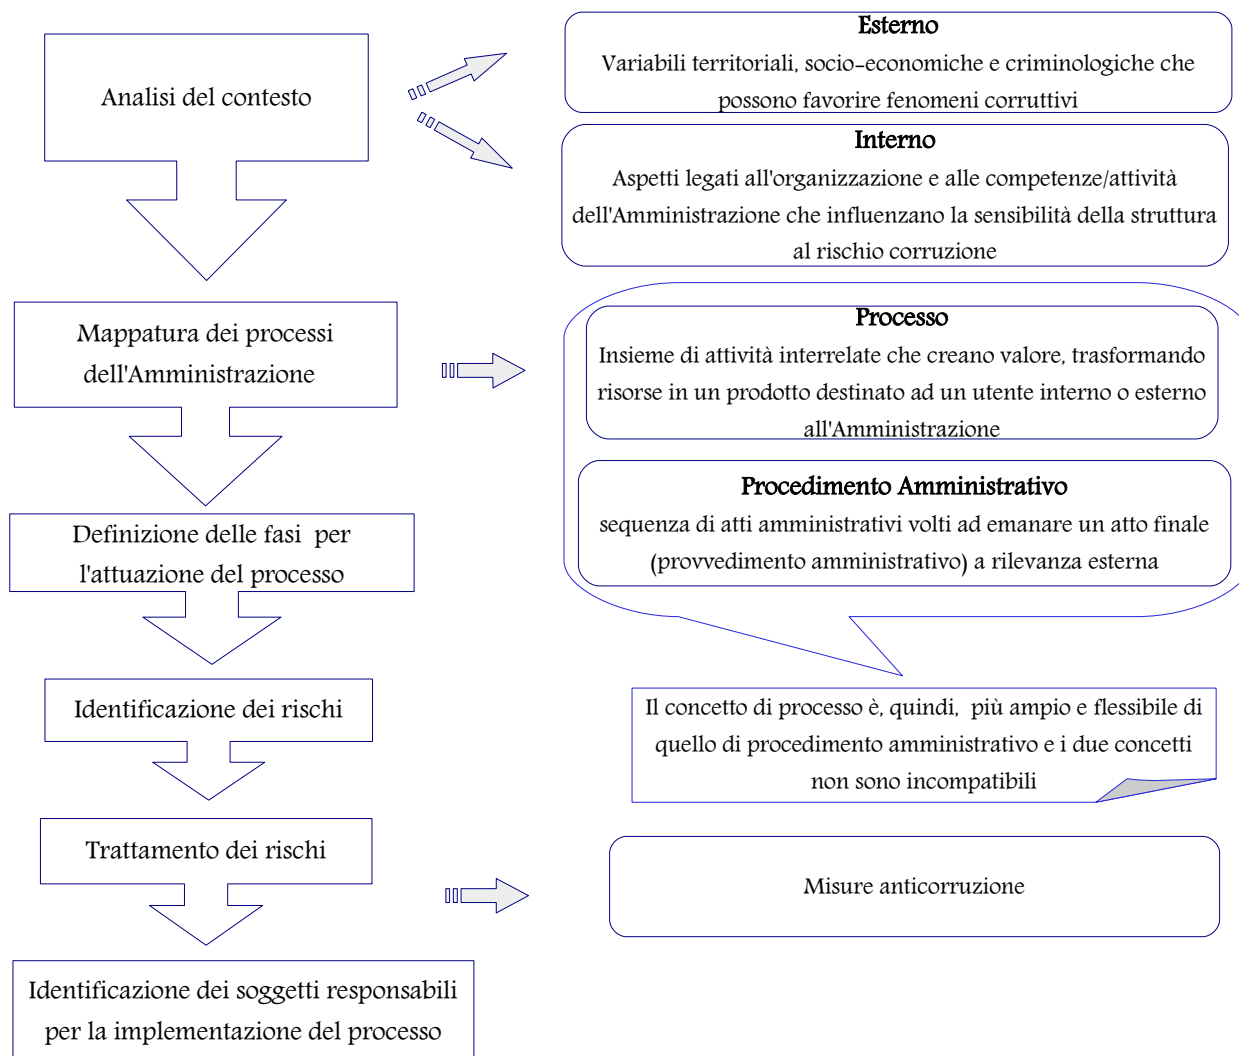 Analisi del contesto
Esterno
Variabili territoriali, socio-economiche e criminologiche che
possono favorire fenomeni corruttivi
Interno
Aspetti legati all'organizzazione e alle competenze/attività
dell'Amministrazione che influenzano la sensibilità della struttura
al rischio corruzione
Mappatura dei processi
dell'Amministrazione
Processo
Insieme di attività interrelate che creano valore, trasformando
risorse in un prodotto destinato ad un utente interno o esterno
all'Amministrazione
Procedimento Amministrativo
sequenza di atti amministrativi volti ad emanare un atto finale
(provvedimento amministrativo) a rilevanza esterna
Definizione delle fasi per
l'attuazione del processo
Identificazione dei rischi
Il concetto di processo è, quindi, più ampio e flessibile di
quello di procedimento amministrativo e i due concetti
non sono incompatibili
Trattamento dei rischi
Misure anticorruzione
Identificazione dei soggetti responsabili
per la implementazione del processo